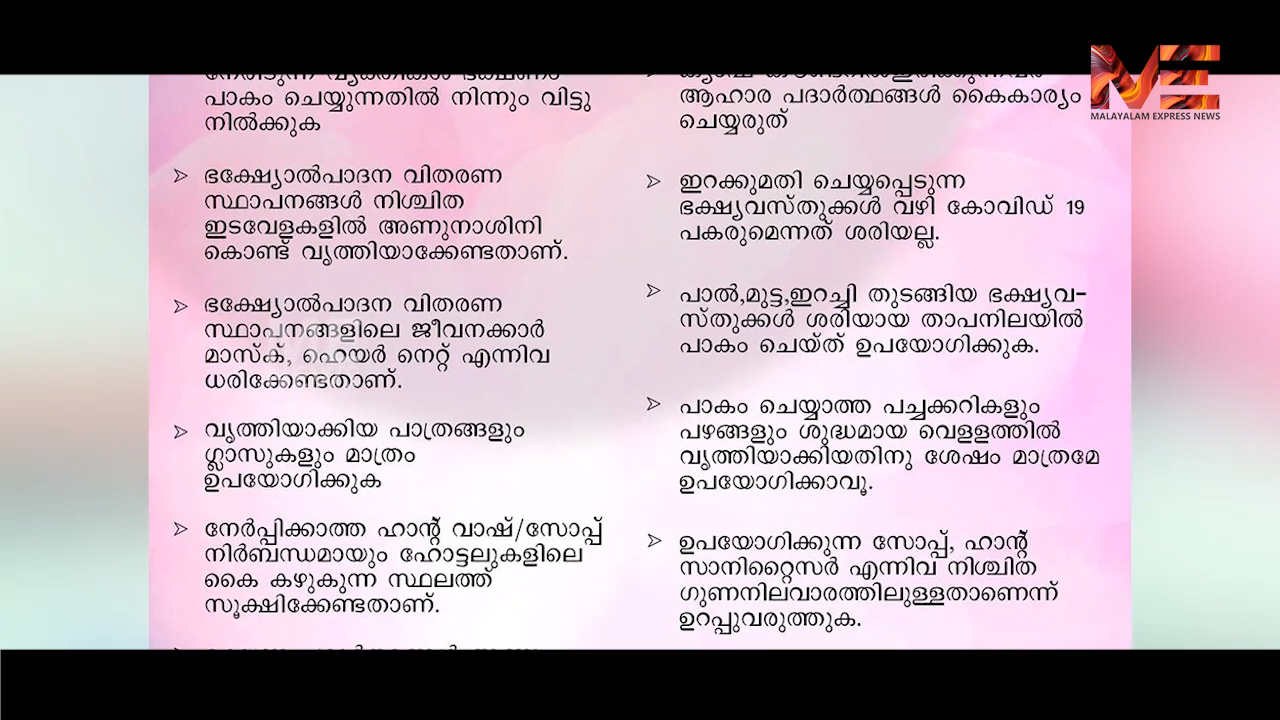 പാകം ചെയ്യുന്നതിൽ നിന്നും വിട്ടു
നിൽക്കുക
ഭക്ഷ്യോൽപാദന വിതരണ
സ്ഥാപനങ്ങൾ നിശ്ചിത
ഇടവേളകളിൽ അണുനാശിനി
കൊണ്ട് വൃത്തിയാക്കേണ്ടതാണ്.
ഭക്ഷ്യോൽപാദന വിതരണ
സ്ഥാപനങ്ങളിലെ ജീവനക്കാർ
മാസ്ക്, ഹെയർ നെറ്റ് എന്നിവ
ധരിക്കേണ്ടതാണ്.
വൃത്തിയാക്കിയ പാത്രങ്ങളും
ഗ്ലാസുകളും മാത്രം
ഉപയോഗിക്കുക
നേർപ്പിക്കാത്ത ഹാന്റ് വാഷ്/സോപ്പ്
നിർബന്ധമായും ഹോട്ടലുകളിലെ
കൈ കഴുകുന്ന സ്ഥലത്ത്
സൂക്ഷിക്കേണ്ടതാണ്.
ആഹാര പദാർത്ഥങ്ങൾ കൈകാര്യം
ചെയ്യരുത്
ഇറക്കുമതി ചെയ്യപ്പെടുന്ന
ഭക്ഷ്യവസ്തുക്കൾ വഴി കോവിഡ് 19
പകരുമെന്നത് ശരിയല്ല.
പാൽ,മുട്ട,ഇറച്ചി തുടങ്ങിയ ഭക്ഷ്യവ-
സ്തുക്കൾ ശരിയായ താപനിലയിൽ
പാകം ചെയ്ത് ഉപയോഗിക്കുക.
പാകം ചെയ്യാത്ത പച്ചക്കറികളും
പഴങ്ങളും ശുദ്ധമായ വെളളത്തിൽ
വൃത്തിയാക്കിയതിനു ശേഷം മാത്രമേ
ഉപയോഗിക്കാവൂ.
ഉപയോഗിക്കുന്ന സോപ്പ്, ഹാന്റ്
സാനിറ്റൈസർ എന്നിവ നിശ്ചിത
ഗുണനിലവാരത്തിലുള്ളതാണെന്ന്
ഉറപ്പുവരുത്തുക.
ME
MALAYALAM EXPRESS NEWS